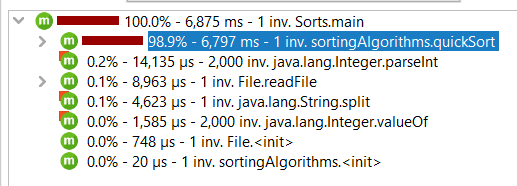 m 100.0% - 6,875 ms - 1 inv. Sorts.main
m 98.9% - 6,797 ms - 1 inv. sortingAlgorithms.quickSort
m 0.2% - 14,135 μs - 2,000 inv. java.lang.Integer.parseInt
m 0.1% - 8,963 μs - 1 inv. File.readFile
m 0.1% - 4,623 μs - 1 inv. java.lang.String.split
m 0.0% - 1,585 μs - 2,000 inv. java.lang.Integer.valueOf
m 0.0% - 748 μs - 1 inv. File.<init>
m 0.0% - 20 μs - 1 inv. sortingAlgorithms.<init>